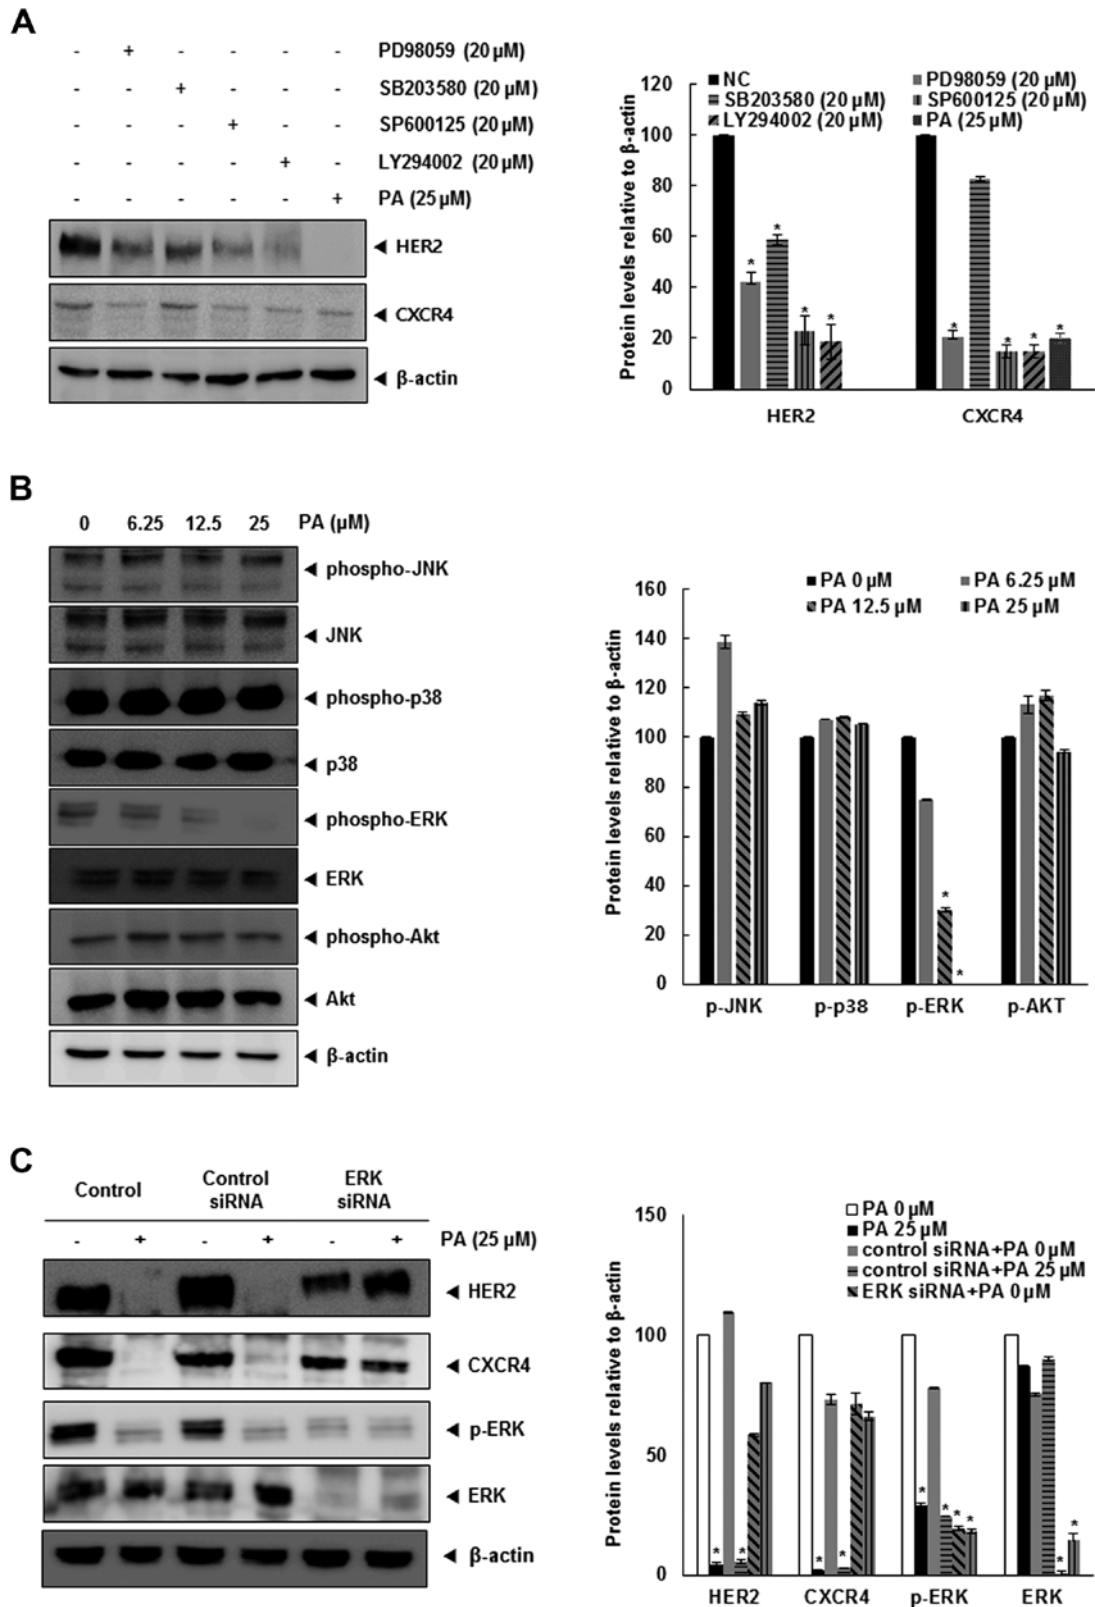 A
- + - - - - PD98059 (20 µM)
- - + - - - SB203580 (20 µM)
- - - + - - SP600125 (20 µM)
- - - - + - LY294002 (20 µM)
- - - - - + PA (25 µM)
HER2
CXCR4
β-actin
Protein levels relative to β-actin
NC PD98059 (20 µM)
SB203580 (20 µM) SP600125 (20 µM)
LY294002 (20 µM) PA (25 µM)
120
100
80
60
40
20
0
* * * *
* * * *
HER2 CXCR4
B
0 6.25 12.5 25 PA (µM)
phospho-JNK
JNK
phospho-p38
p38
phospho-ERK
ERK
phospho-Akt
Akt
β-actin
Protein levels relative to β-actin
PA 0 µM PA 6.25 µM
PA 12.5 µM PA 25 µM
160
140
120
100
80
60
40
20
0
* *
p-JNK p-p38 p-ERK p-AKT
C
Control Control siRNA ERK siRNA
- + - + - + PA (25 µM)
HER2
CXCR4
p-ERK
ERK
β-actin
Protein levels relative to β-actin
PA 0 µM
PA 25 µM
control siRNA+PA 0 µM
control siRNA+PA 25 µM
ERK siRNA+PA 0 µM
150
100
50
0
* *
* *
* * * *
* *
HER2 CXCR4 p-ERK ERK